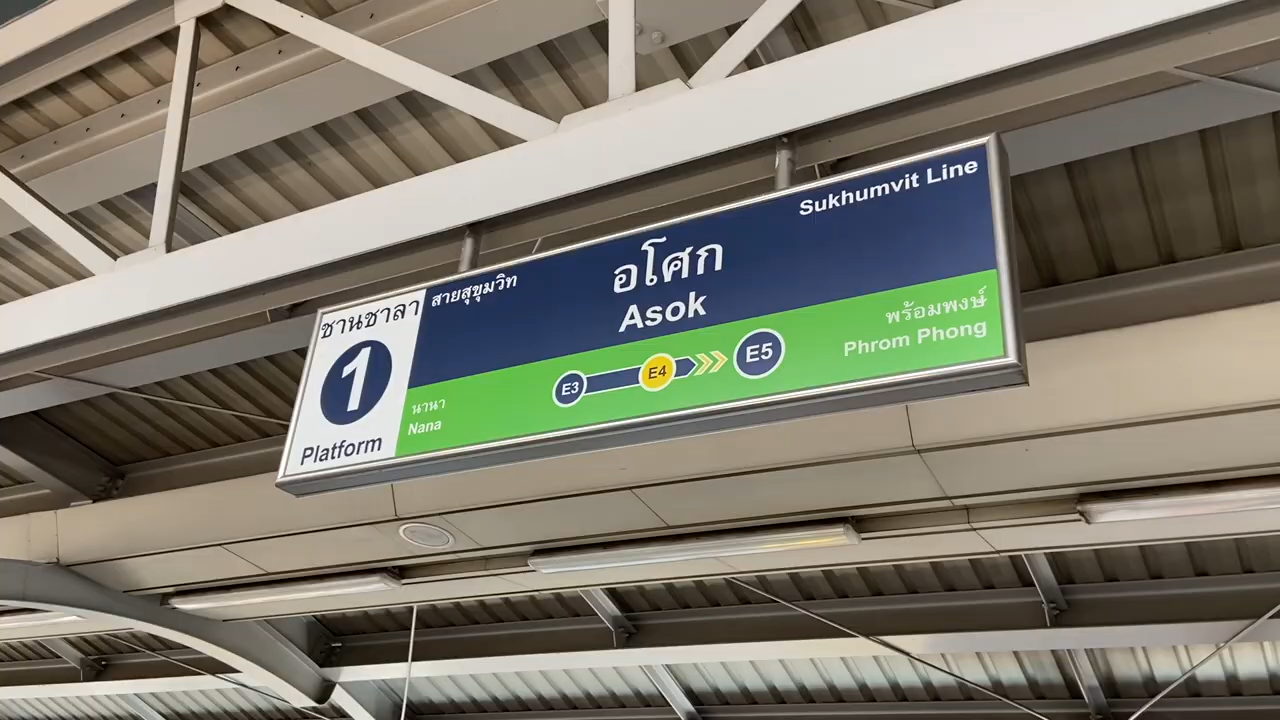 ชานชาลา
1
Platform
สายสุขุมวิท
อโศก
Asok
Sukhumvit Line
นานา
Nana
E3
E4
E5
พร้อมพงษ์
Phrom Phong